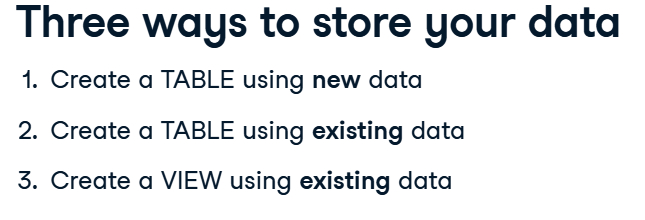 Three ways to store your data
1. Create a TABLE using new data
2. Create a TABLE using existing data
3. Create a VIEW using existing data